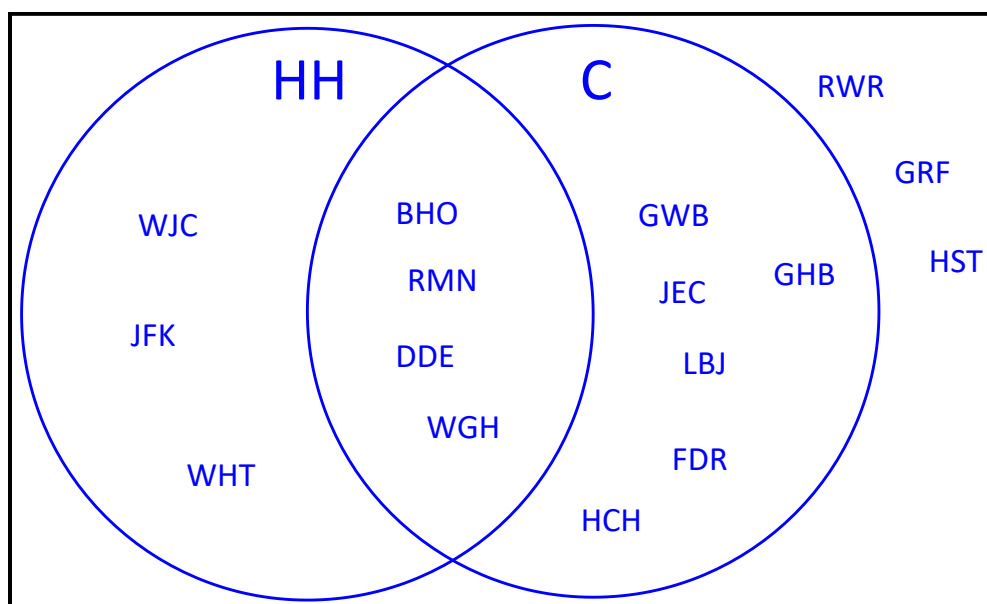 HH
C
RWR
GRF
HST
WJC
JFK
WHT
BHO
RMN
DDE
WGH
GWB
GHB
JEC
LBJ
FDR
HCH